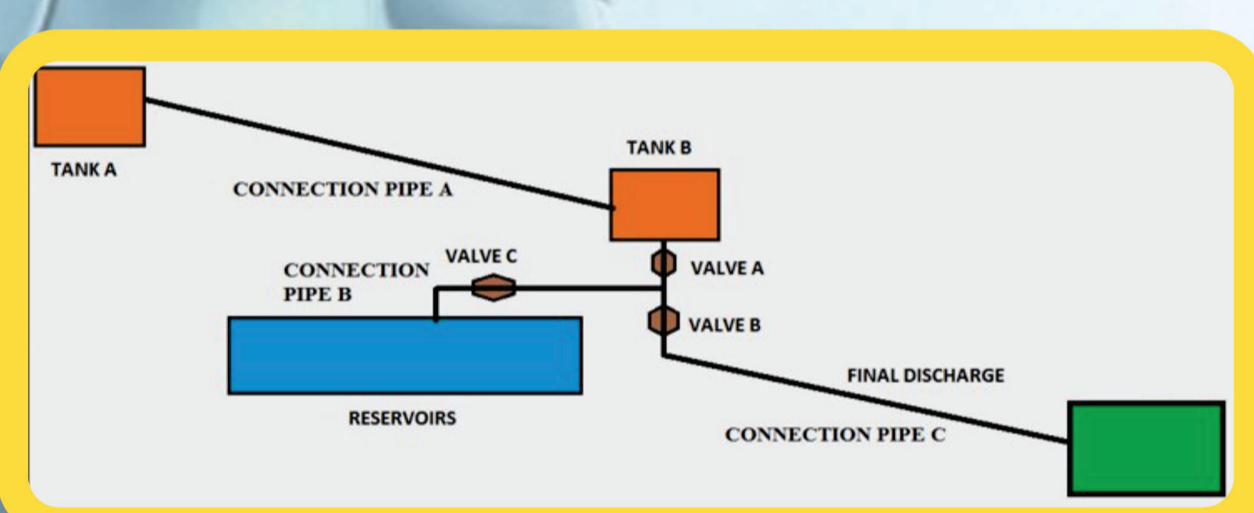 TANK A
TANK B
CONNECTION PIPE A
VALVE C
CONNECTION
PIPE B
VALVE A
VALVE B
FINAL DISCHARGE
RESERVOIRS
CONNECTION PIPE C